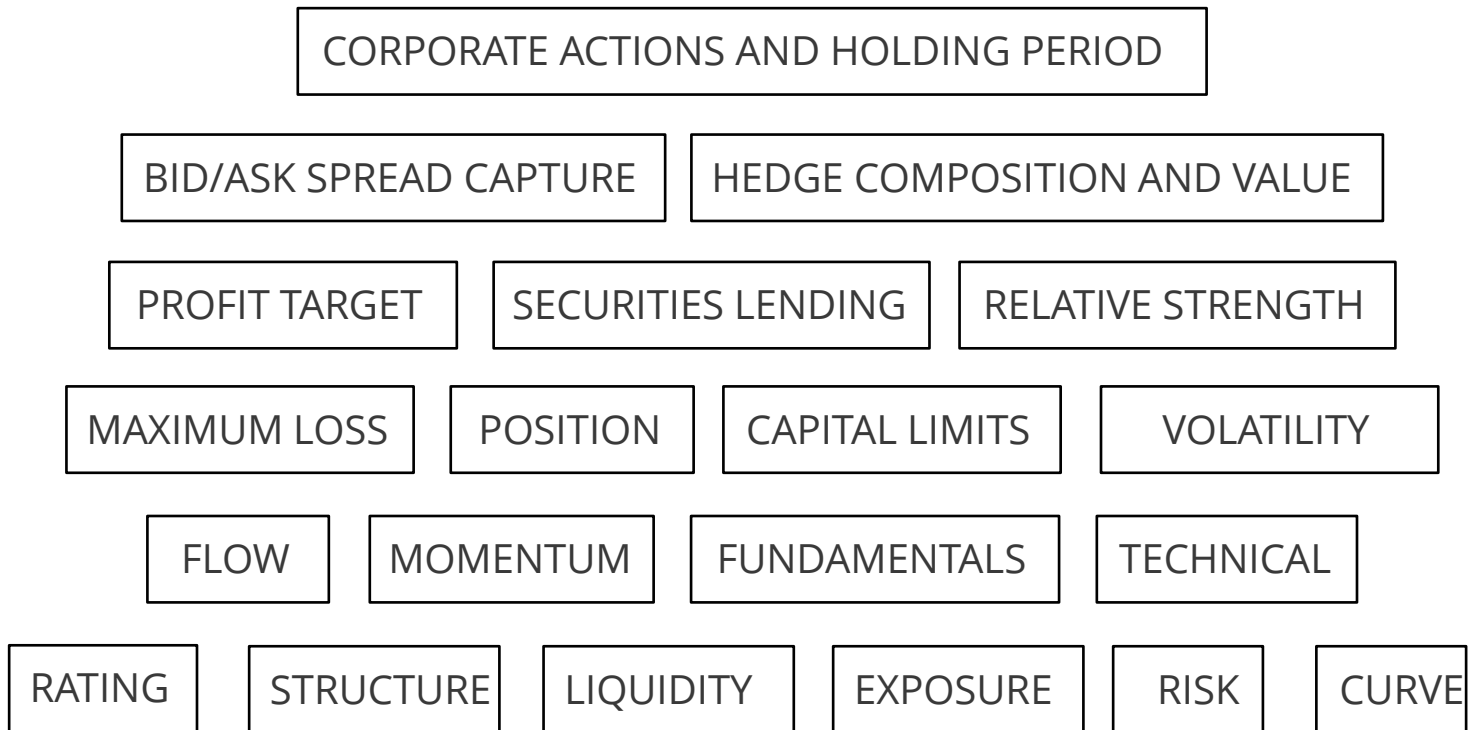 CORPORATE ACTIONS AND HOLDING PERIOD
BID/ASK SPREAD CAPTURE HEDGE COMPOSITION AND VALUE
PROFIT TARGET SECURITIES LENDING RELATIVE STRENGTH
MAXIMUM LOSS POSITION CAPITAL LIMITS VOLATILITY
FLOW MOMENTUM FUNDAMENTALS TECHNICAL
RATING STRUCTURE LIQUIDITY EXPOSURE RISK CURVE